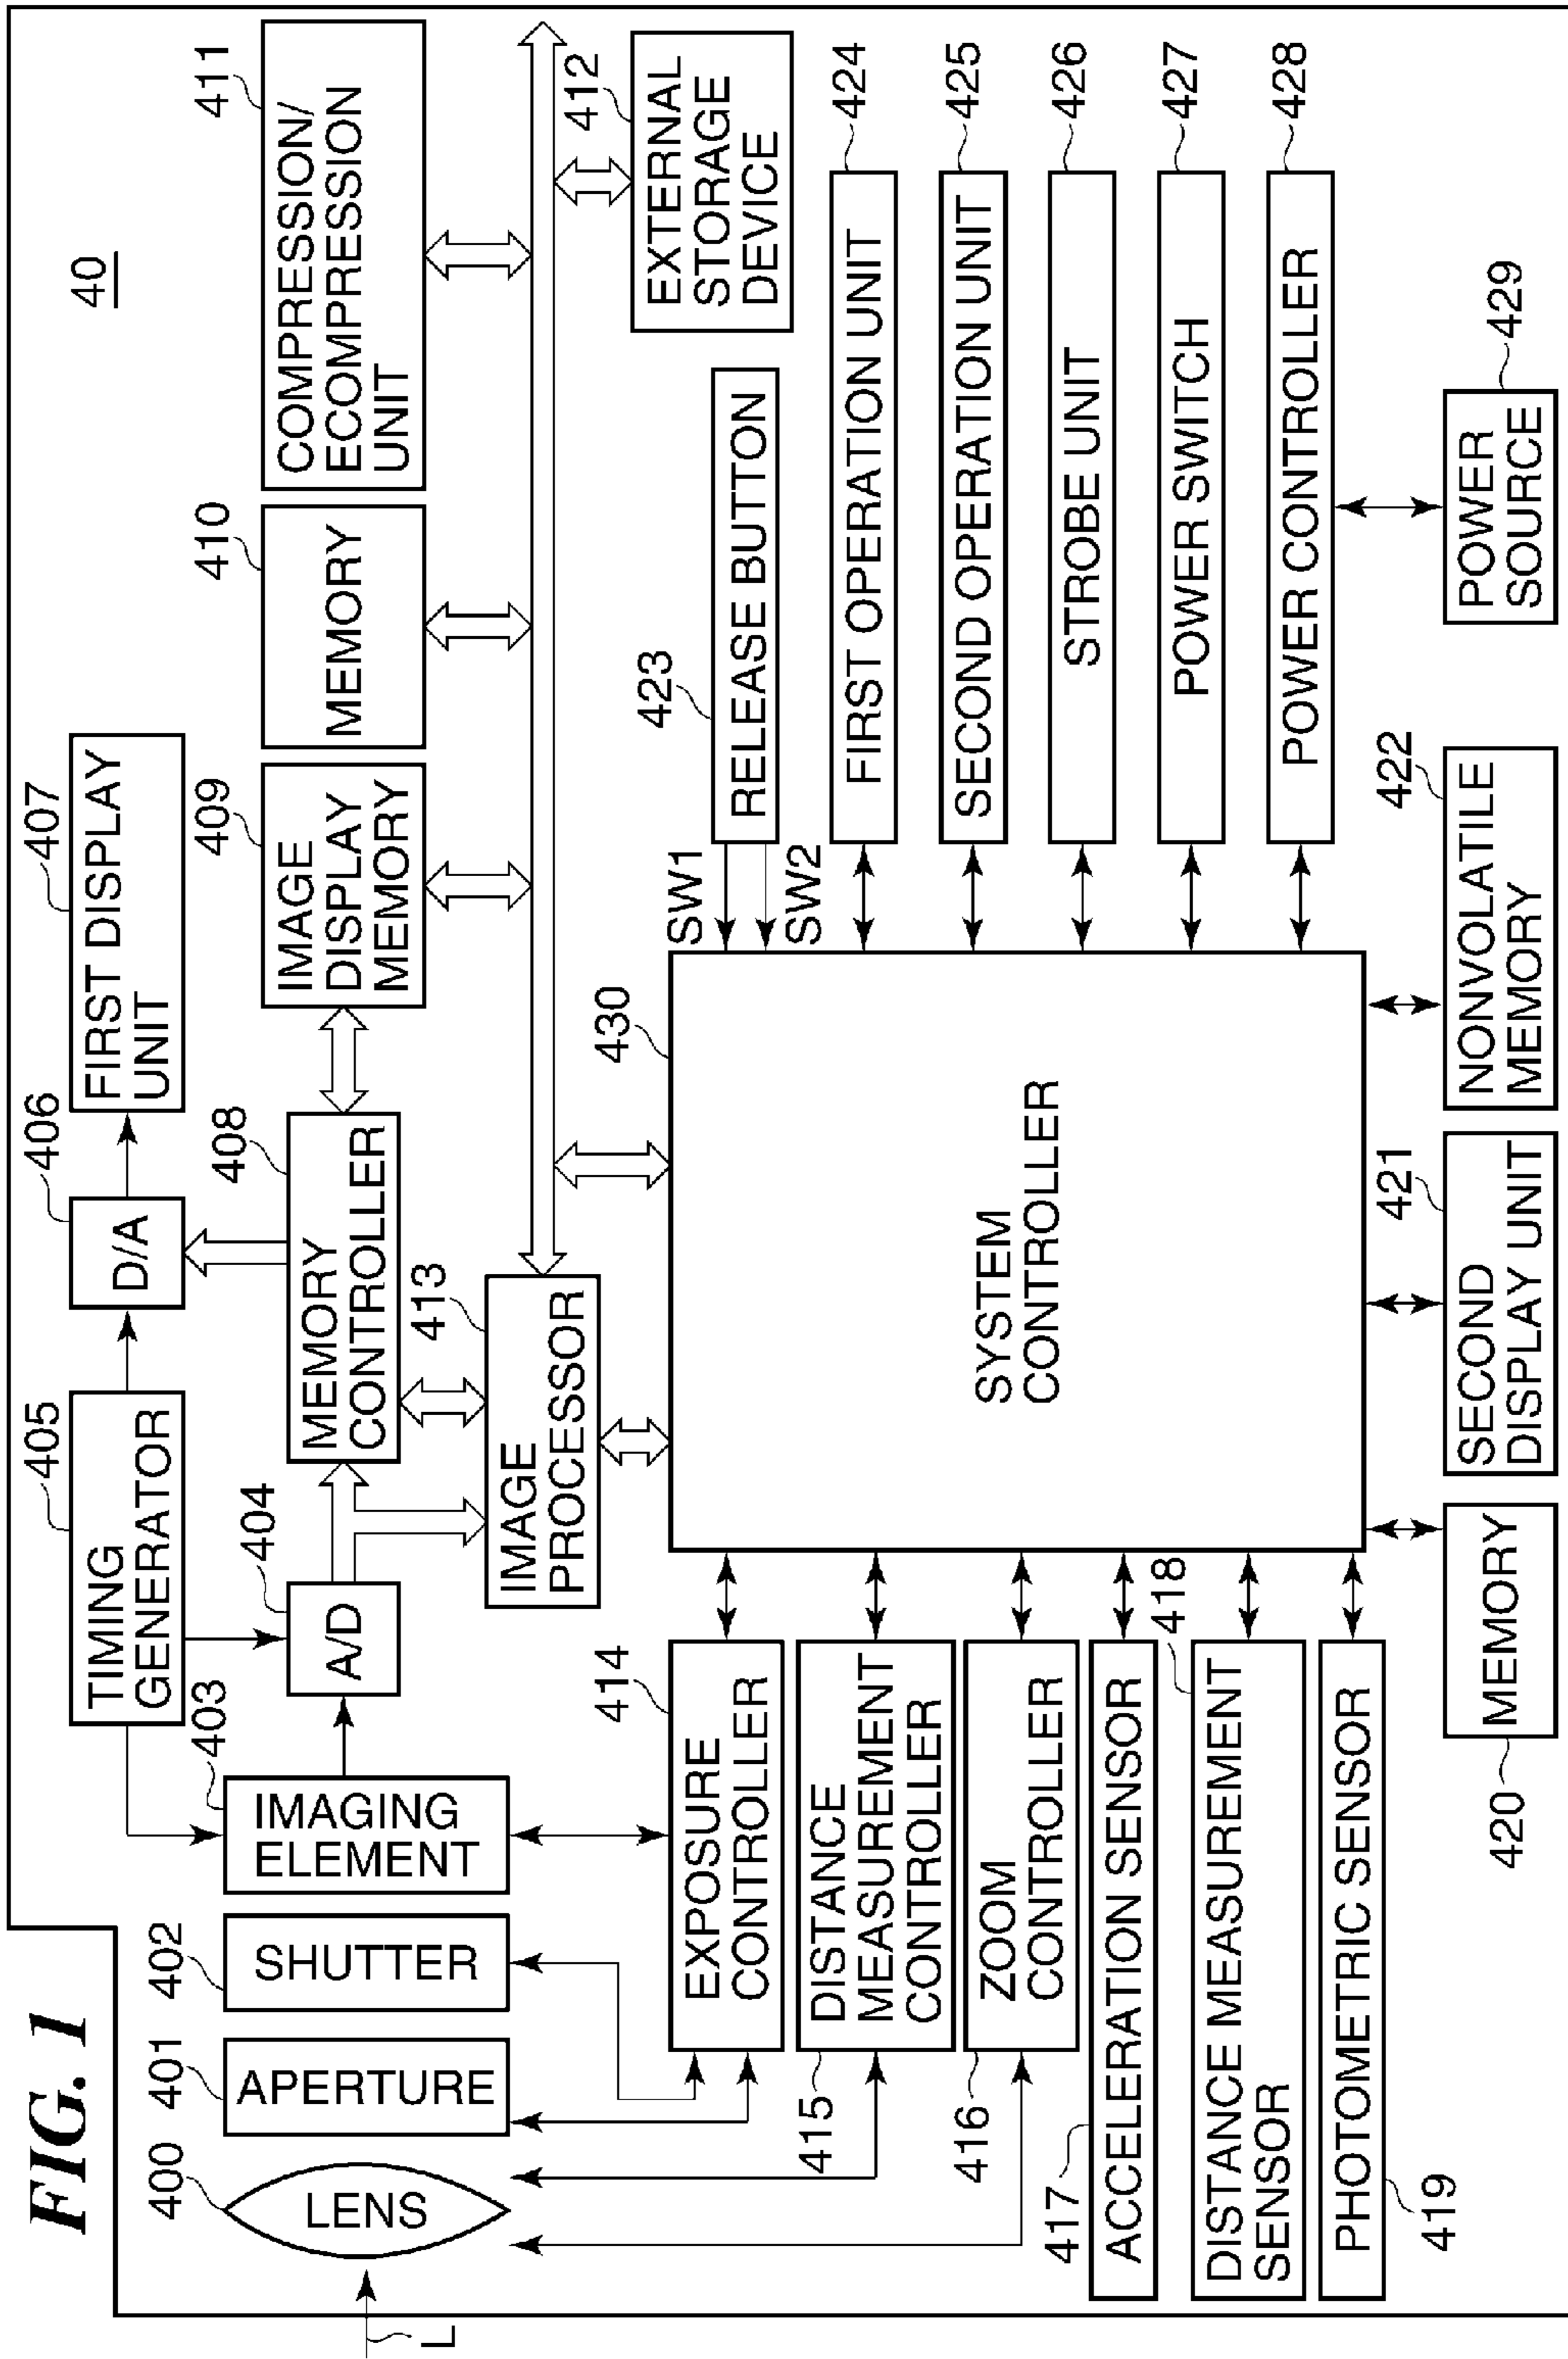 FIG. 1
40
405
TIMING
GENERATOR
406
D/A
407
FIRST DISPLAY
UNIT
400
LENS
L
401
APERTURE
402
SHUTTER
403
IMAGING
ELEMENT
404
A/D
408
MEMORY
CONTROLLER
409
IMAGE
DISPLAY
MEMORY
410
MEMORY
411
COMPRESSION/
ECOMPRESSION
UNIT
413
IMAGE
PROCESSOR
412
EXTERNAL
STORAGE
DEVICE
414
EXPOSURE
CONTROLLER
415
DISTANCE
MEASUREMENT
CONTROLLER
416
ZOOM
CONTROLLER
417
ACCELERATION SENSOR
418
DISTANCE MEASUREMENT
SENSOR
PHOTOMETRIC SENSOR
419
430
SYSTEM
CONTROLLER
SW1
SW2
423
RELEASE BUTTON
FIRST OPERATION UNIT
424
SECOND OPERATION UNIT
425
STROBE UNIT
426
POWER SWITCH
427
POWER CONTROLLER
428
420
MEMORY
421
SECOND
DISPLAY UNIT
422
NONVOLATILE
MEMORY
429
POWER
SOURCE